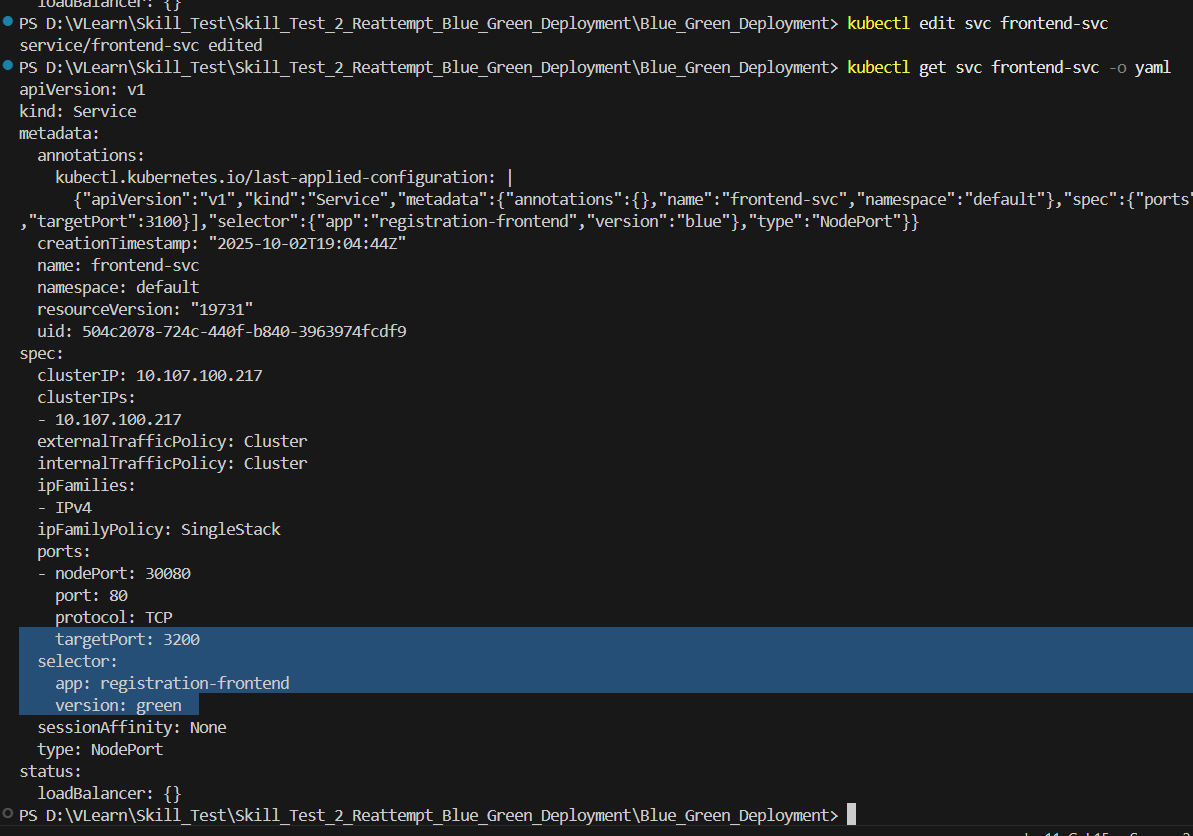 loadBalancer: {}
PS D:\VLearn\Skill_Test\Skill_Test_2_Reattempt_Blue_Green_Deployment\Blue_Green_Deployment> kubectl edit svc frontend-svc
service/frontend-svc edited
PS D:\VLearn\Skill_Test\Skill_Test_2_Reattempt_Blue_Green_Deployment\Blue_Green_Deployment> kubectl get svc frontend-svc -o yaml
apiVersion: v1
kind: Service
metadata:
  annotations:
    kubectl.kubernetes.io/last-applied-configuration: |
      {"apiVersion":"v1","kind":"Service","metadata":{"annotations":{},"name":"frontend-svc","namespace":"default"},"spec":{"ports"
,"targetPort":3100}],"selector":{"app":"registration-frontend","version":"blue"},"type":"NodePort"}}
  creationTimestamp: "2025-10-02T19:04:44Z"
  name: frontend-svc
  namespace: default
  resourceVersion: "19731"
  uid: 504c2078-724c-440f-b840-3963974fcdf9
spec:
  clusterIP: 10.107.100.217
  clusterIPs:
  - 10.107.100.217
  externalTrafficPolicy: Cluster
  internalTrafficPolicy: Cluster
  ipFamilies:
  - IPv4
  ipFamilyPolicy: SingleStack
  ports:
  - nodePort: 30080
    port: 80
    protocol: TCP
    targetPort: 3200
  selector:
    app: registration-frontend
    version: green
  sessionAffinity: None
  type: NodePort
status:
  loadBalancer: {}
PS D:\VLearn\Skill_Test\Skill_Test_2_Reattempt_Blue_Green_Deployment\Blue_Green_Deployment>